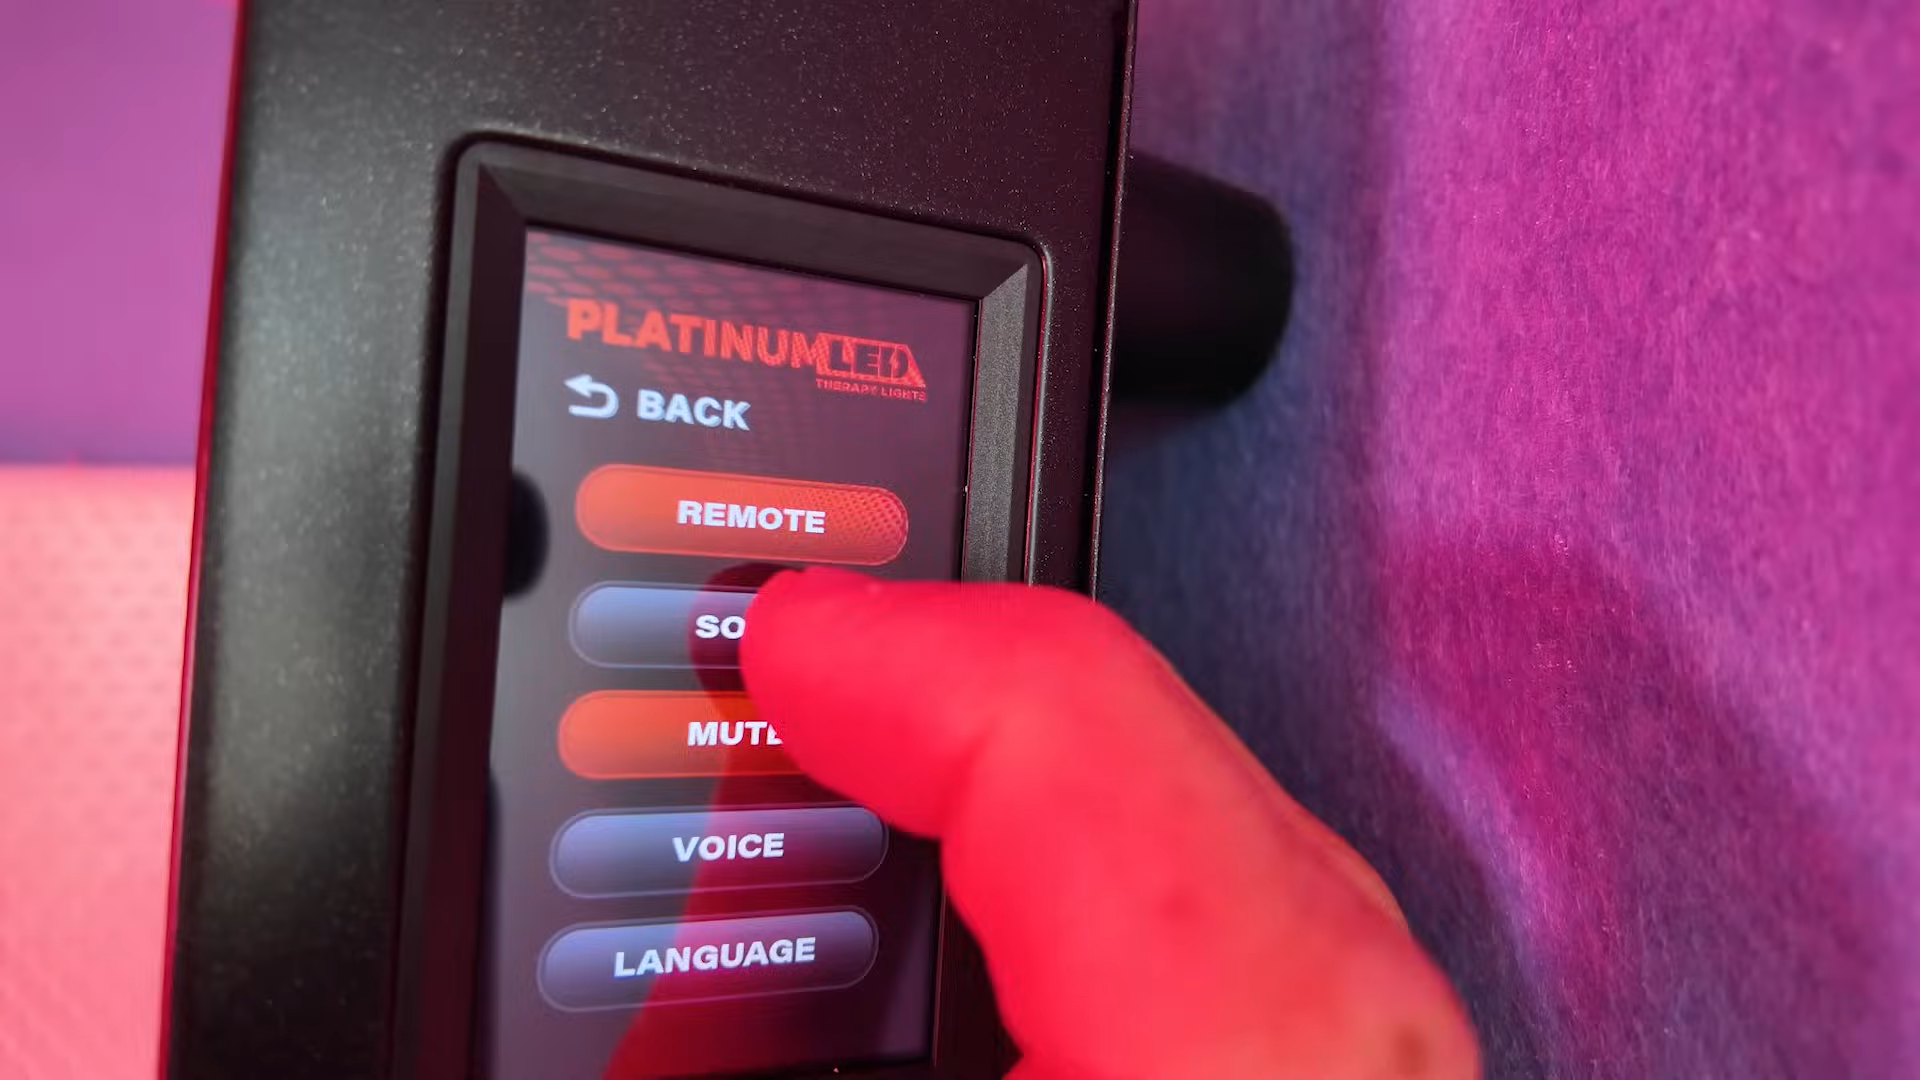 PLATINUMLED
THERAPY LIGHTS
BACK
REMOTE
SO
MUTE
VOICE
LANGUAGE